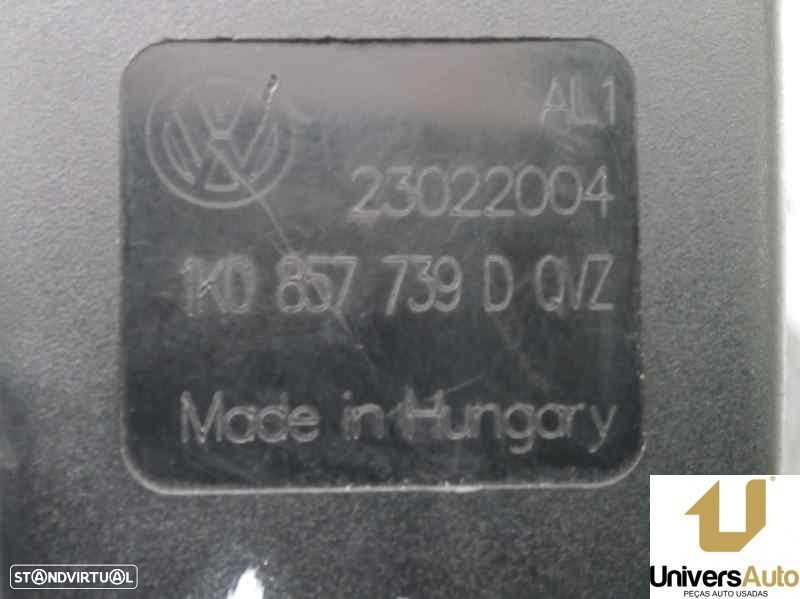 AL1
23022004
1K0 857 739 D QVZ
Made in Hungary
STANDVIRTUAL
UniversAuto
PEÇAS AUTO USADAS